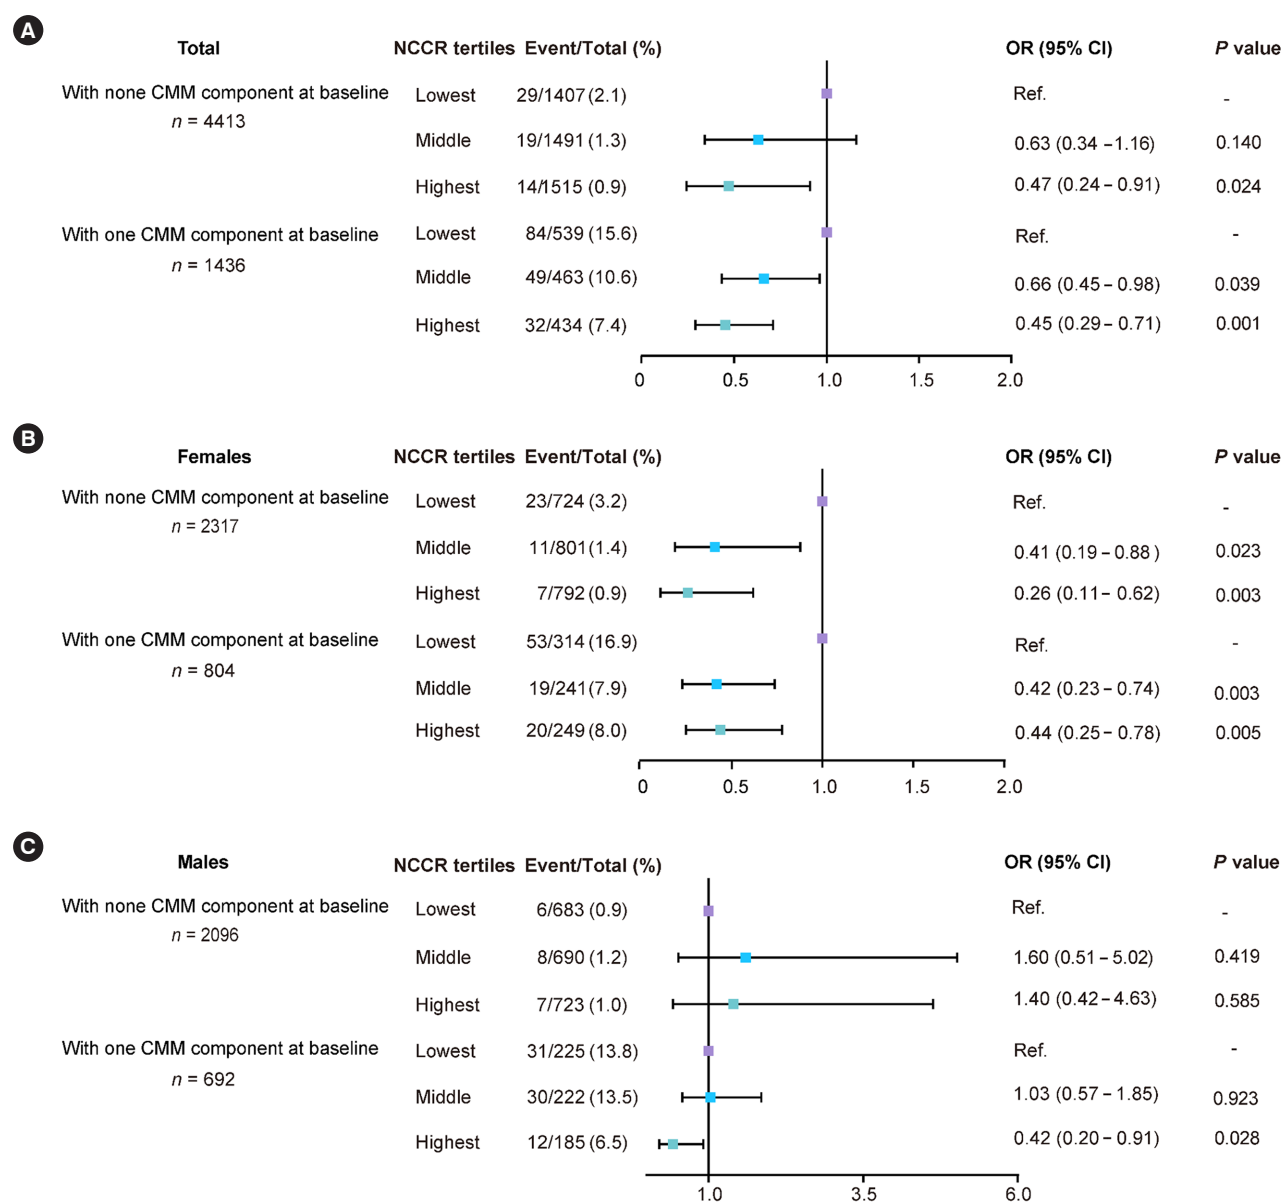 A
Total NCCR tertiles Event/Total (%) OR (95% CI) P value
With none CMM component at baseline Lowest 29/1407 (2.1) Ref. -
n = 4413
Middle 19/1491 (1.3) 0.63 (0.34 – 1.16) 0.140
Highest 14/1515 (0.9) 0.47 (0.24 – 0.91) 0.024
With one CMM component at baseline Lowest 84/539 (15.6) Ref. -
n = 1436
Middle 49/463 (10.6) 0.66 (0.45 – 0.98) 0.039
Highest 32/434 (7.4) 0.45 (0.29 – 0.71) 0.001
0 0.5 1.0 1.5 2.0
B
Females NCCR tertiles Event/Total (%) OR (95% CI) P value
With none CMM component at baseline Lowest 23/724 (3.2) Ref. -
n = 2317
Middle 11/801 (1.4) 0.41 (0.19 – 0.88 ) 0.023
Highest 7/792 (0.9) 0.26 (0.11 – 0.62) 0.003
With one CMM component at baseline Lowest 53/314 (16.9) Ref. -
n = 804
Middle 19/241 (7.9) 0.42 (0.23 – 0.74) 0.003
Highest 20/249 (8.0) 0.44 (0.25 – 0.78) 0.005
0 0.5 1.0 1.5 2.0
C
Males NCCR tertiles Event/Total (%) OR (95% CI) P value
With none CMM component at baseline Lowest 6/683 (0.9) Ref. -
n = 2096
Middle 8/690 (1.2) 1.60 (0.51 – 5.02) 0.419
Highest 7/723 (1.0) 1.40 (0.42 – 4.63) 0.585
With one CMM component at baseline Lowest 31/225 (13.8) Ref. -
n = 692
Middle 30/222 (13.5) 1.03 (0.57 – 1.85) 0.923
Highest 12/185 (6.5) 0.42 (0.20 – 0.91) 0.028
1.0 3.5 6.0